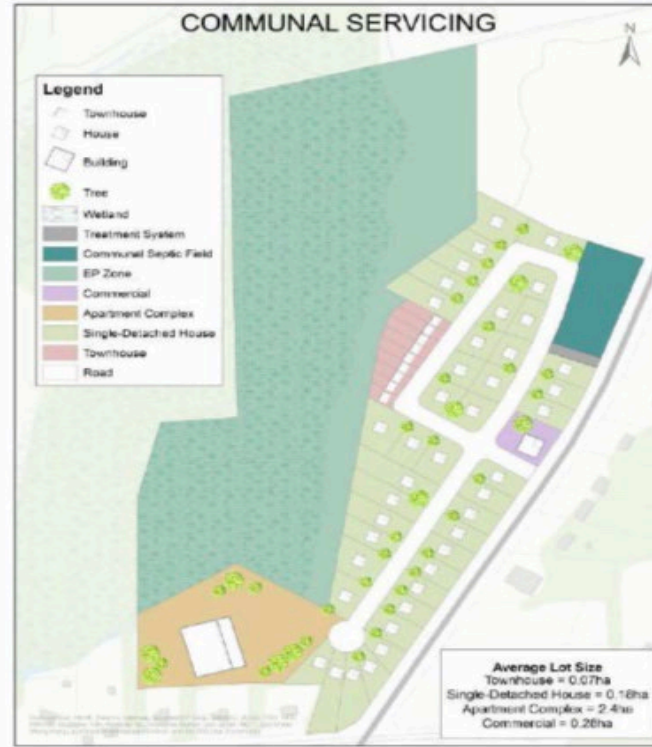 COMMUNAL SERVICING
N
Legend
Townhouse
House
Building
Tree
Wetland
Treatment System
Communal Septic Field
EP Zone
Commercial
Apartment Complex
Single-Detached House
Townhouse
Road
Average Lot Size
Townhouse = 0.07ha
Single-Detached House = 0.18ha
Apartment Complex = 2.4ha
Commercial = 0.28ha